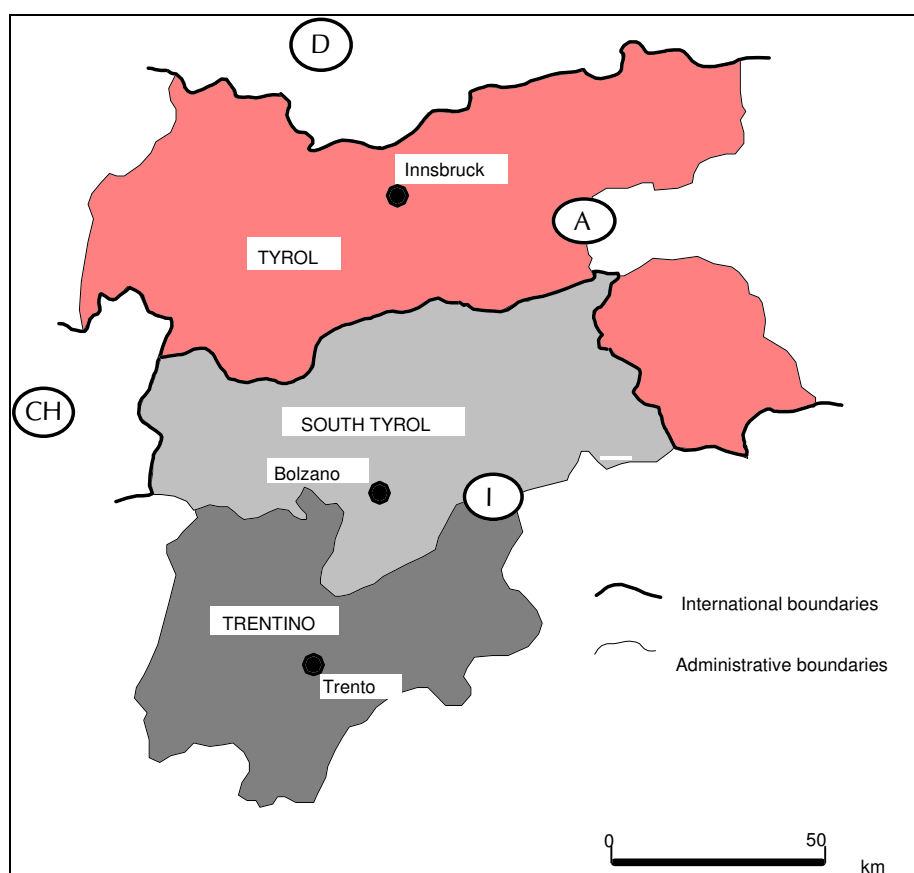 D
Innsbruck
A
TYROL
CH
SOUTH TYROL
Bolzano
I
International boundaries
TRENTINO
Administrative boundaries
Trento
0 50
km